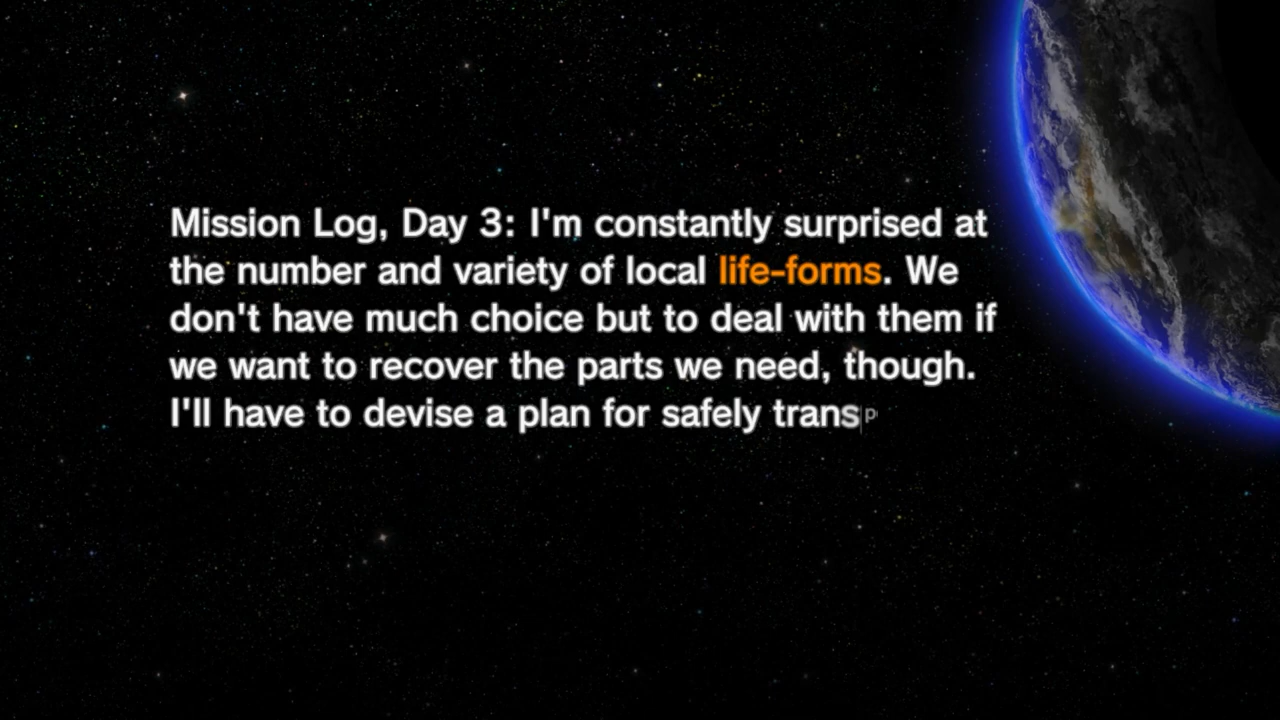 Mission Log, Day 3: I'm constantly surprised at
the number and variety of local life-forms. We
don't have much choice but to deal with them if
we want to recover the parts we need, though.
I'll have to devise a plan for safely transp